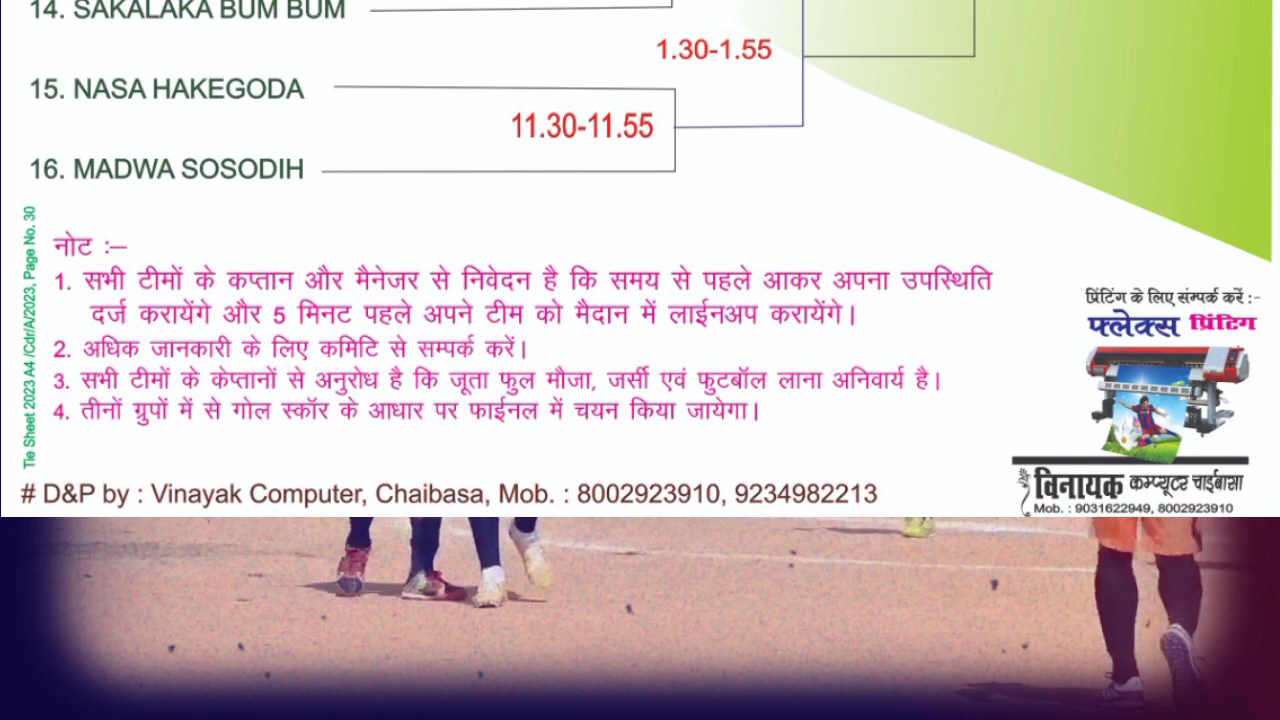 14. SAKALAKA BUM BUM
1.30-1.55
15. NASA HAKEGODA
11.30-11.55
16. MADWA SOSODIH
Tie Sheet 2023 A4 /Cdr/A/2023, Page No. 30
नोट :–
1. सभी टीमों के कप्तान और मैनेजर से निवेदन है कि समय से पहले आकर अपना उपस्थिति
दर्ज करायेंगे और 5 मिनट पहले अपने टीम को मैदान में लाईनअप करायेंगे।
2. अधिक जानकारी के लिए कमिटि से सम्पर्क करें।
3. सभी टीमों के केप्तानों से अनुरोध है कि जूता फुल मौजा, जर्सी एवं फुटबॉल लाना अनिवार्य है।
4. तीनों ग्रुपों में से गोल स्कॉर के आधार पर फाईनल में चयन किया जायेगा।
प्रिंटिंग के लिए संम्पर्क करें :-
फ्लेक्स प्रिंटिग
विनायक कम्प्यूटर चाईबासा
Mob. : 9031622949, 8002923910
# D&P by : Vinayak Computer, Chaibasa, Mob. : 8002923910, 9234982213